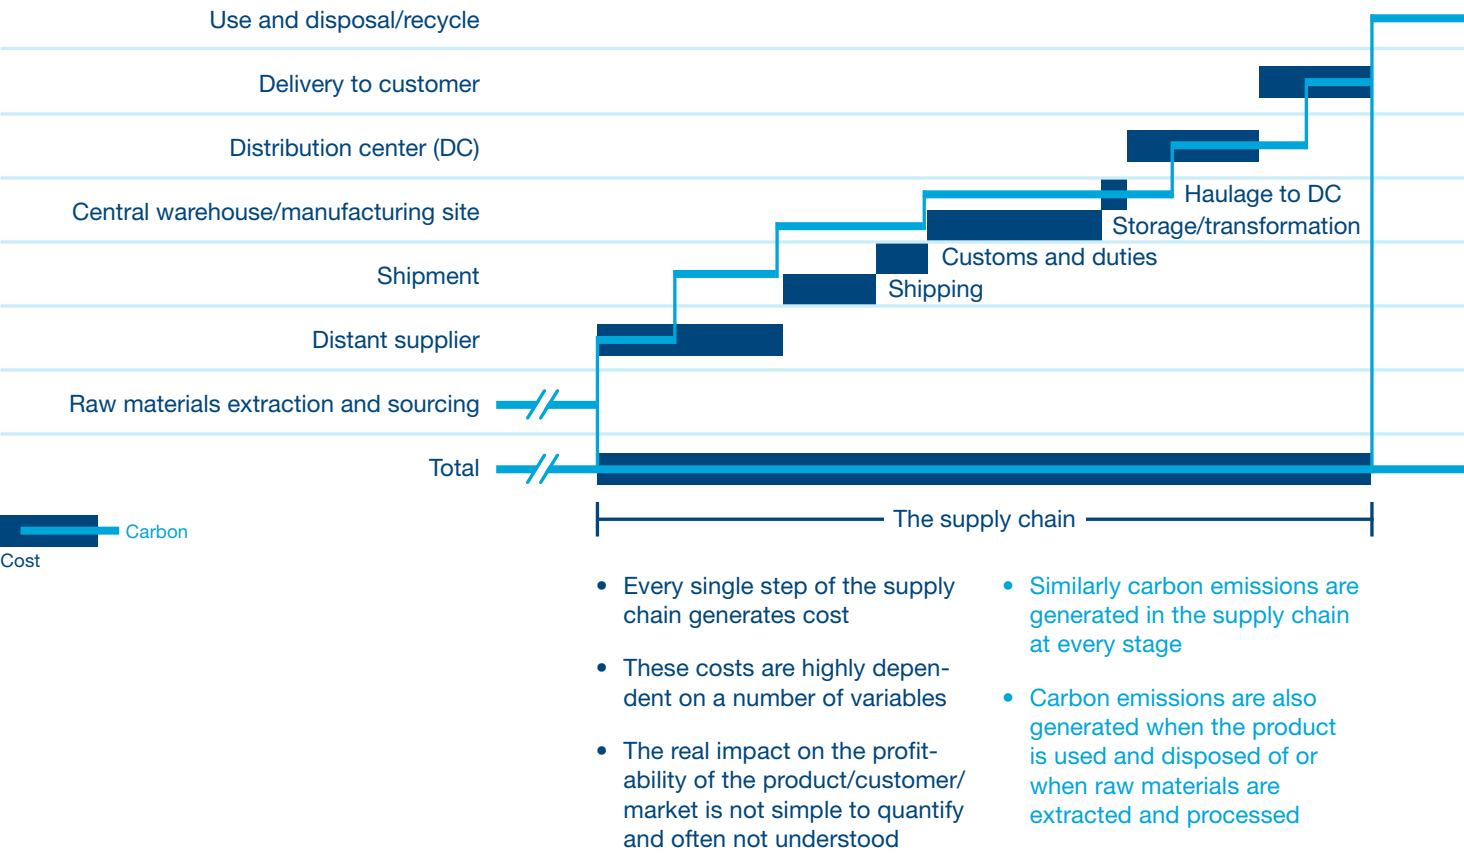 Use and disposal/recycle
Delivery to customer
Distribution center (DC)
Central warehouse/manufacturing site
Haulage to DC
Storage/transformation
Customs and duties
Shipment
Shipping
Distant supplier
Raw materials extraction and sourcing
Total
The supply chain
Carbon
Cost
• Every single step of the supply
chain generates cost
• These costs are highly depen-
dent on a number of variables
• The real impact on the profit-
ability of the product/customer/
market is not simple to quantify
and often not understood
• Similarly carbon emissions are
generated in the supply chain
at every stage
• Carbon emissions are also
generated when the product
is used and disposed of or
when raw materials are
extracted and processed